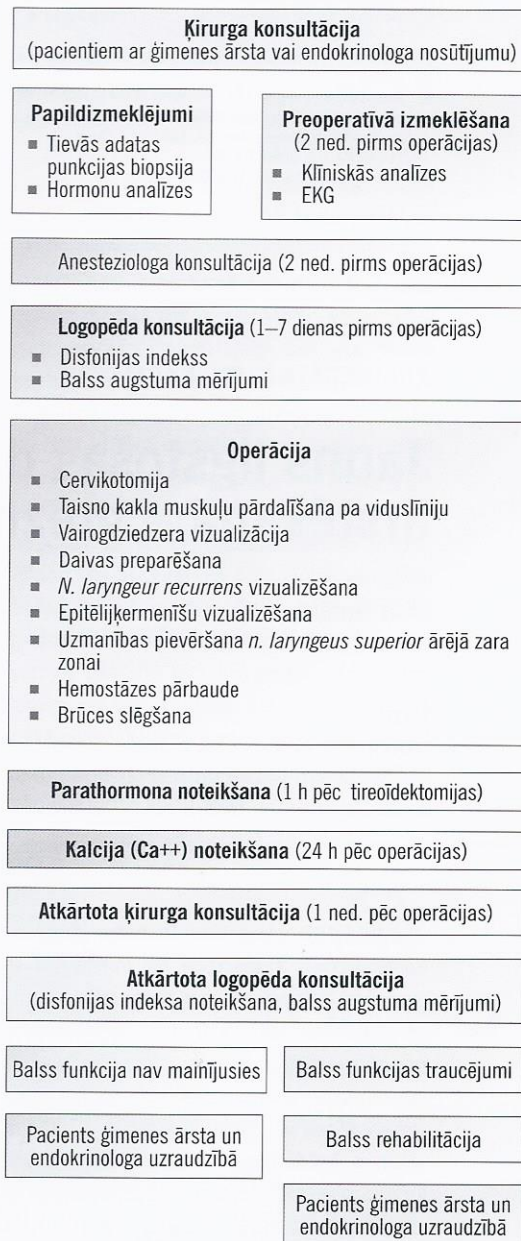 Ķirurga konsultācija
(pacientiem ar ģimenes ārsta vai endokrinologa nosūtījumu)
Papildizmeklējumi
▪ Tievās adatas
punkcijas biopsija
▪ Hormonu analīzes
Preoperatīvā izmeklēšana
(2 ned. pirms operācijas)
▪ Klīniskās analīzes
▪ EKG
Anesteziologa konsultācija (2 ned. pirms operācijas)
Logopēda konsultācija (1–7 dienas pirms operācijas)
▪ Disfonijas indekss
▪ Balss augstuma mērījumi
Operācija
▪ Cervikotomija
▪ Taisno kakla muskuļu pārdalīšana pa viduslīniju
▪ Vairogdziedzera vizualizācija
▪ Daivas preparēšana
▪ N. laryngeur recurrens vizualizēšana
▪ Epitēlijķermenīšu vizualizēšana
▪ Uzmanības pievēršana n. laryngeus superior ārējā zara
zonai
▪ Hemostāzes pārbaude
▪ Brūces slēgšana
Parathormona noteikšana (1 h pēc tireoīdektomijas)
Kalcija (Ca++) noteikšana (24 h pēc operācijas)
Atkārtota ķirurga konsultācija (1 ned. pēc operācijas)
Atkārtota logopēda konsultācija
(disfonijas indeksa noteikšana, balss augstuma mērījumi)
Balss funkcija nav mainījusies
Balss funkcijas traucējumi
Pacients ģimenes ārsta un
endokrinologa uzraudzībā
Balss rehabilitācija
Pacients ģimenes ārsta un
endokrinologa uzraudzībā